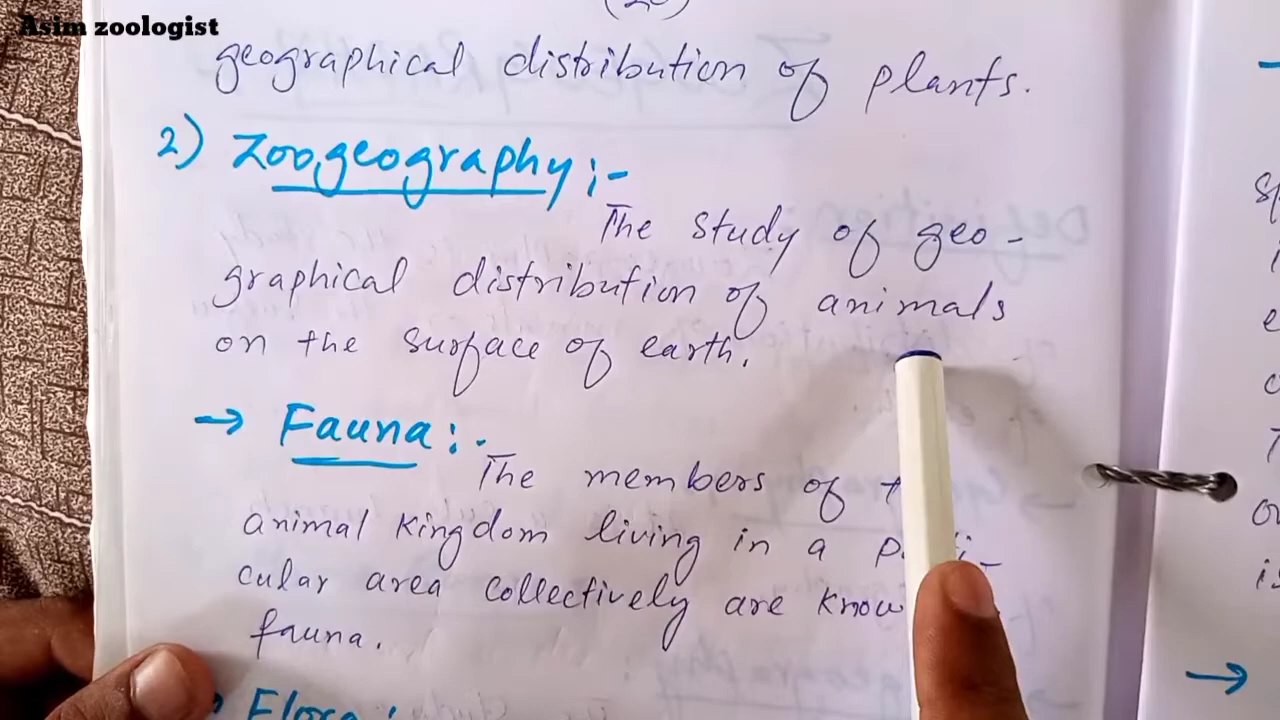 Asim zoologist
geographical distribution of plants.
2) Zoogeography :-
The study of geo-
graphical distribution of animals
on the surface of earth.
→ Fauna :-
The members of
animal kingdom living in a
cular area collectively are know
fauna.
Flora :